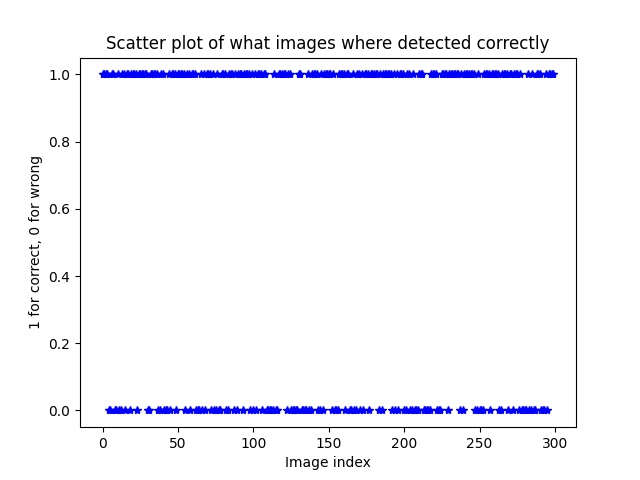 Scatter plot of what images where detected correctly
1.0
0.8
0.6
0.4
0.2
0.0
1 for correct, 0 for wrong
0 50 100 150 200 250 300
Image index